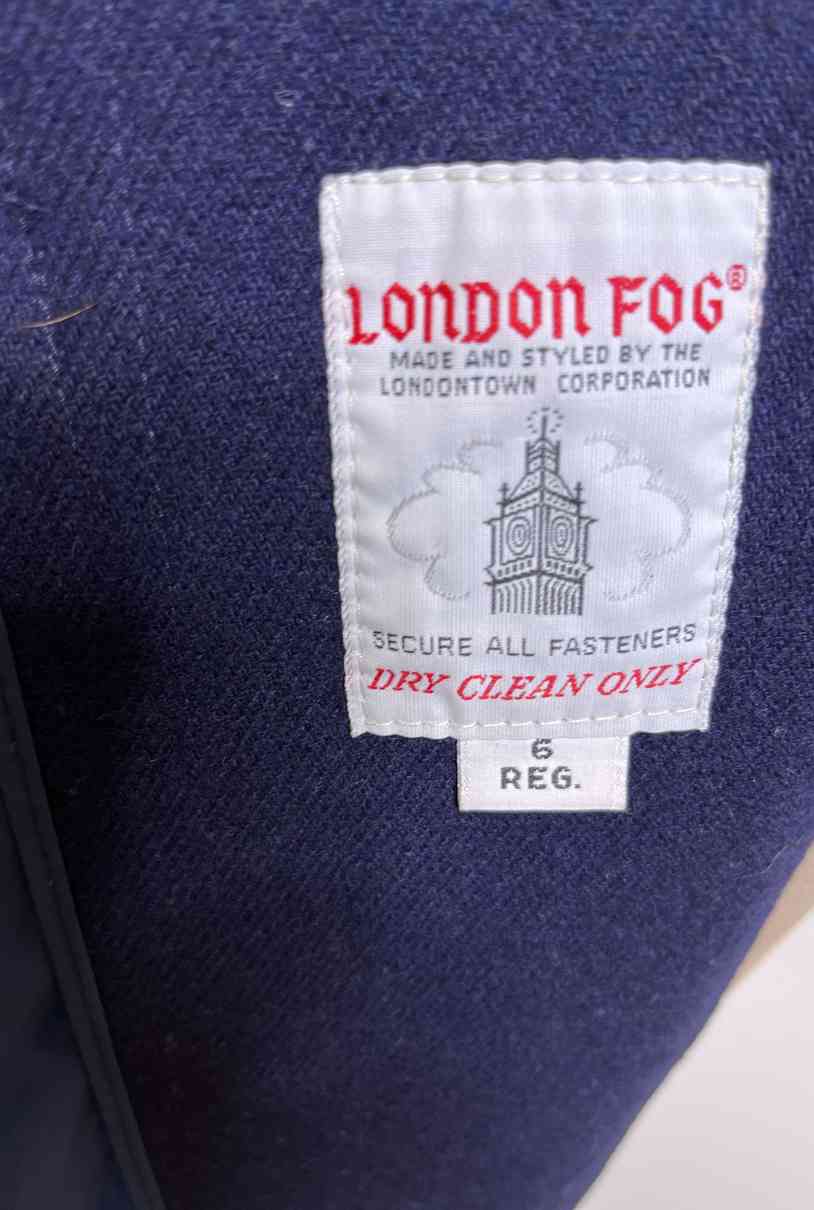 LONDON FOG®
MADE AND STYLED BY THE
LONDONTOWN CORPORATION
SECURE ALL FASTENERS
DRY CLEAN ONLY
6
REG.